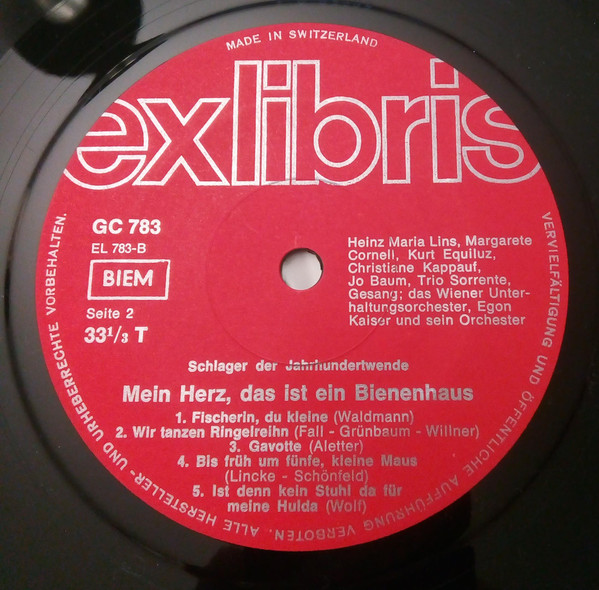 MADE IN SWITZERLAND
exlibris
GC 783
EL 783-B
BIEM
Seite 2
33 1/3 T
Heinz Maria Lins, Margarete
Cornell, Kurt Equiluz,
Christiane Kappauf,
Jo Baum, Trio Sorrente,
Gesang; das Wiener Unter-
haltungsorchester, Egon
Kaiser und sein Orchester
Schlager der Jahrhundertwende
Mein Herz, das ist ein Bienenhaus
1. Fischerin, du kleine (Waldmann)
2. Wir tanzen Ringelreihn (Fall - Grünbaum - Willner)
3. Gavotte (Aletter)
4. Bis früh um fünfe, kleine Maus
(Lincke - Schönfeld)
5. Ist denn kein Stuhl da für
meine Hulda (Wolf)
ALLE HERSTELLER- UND URHEBERRECHTE VORBEHALTEN. VERVIELFÄLTIGUNG UND ÖFFENTLICHE AUFFÜHRUNG VERBOTEN.